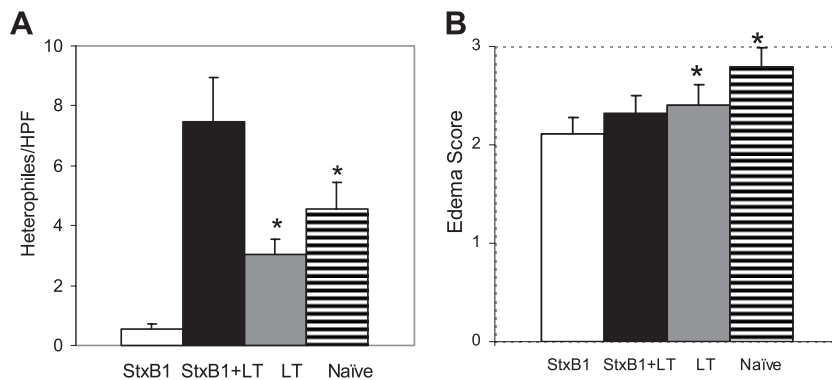 A
Heterophiles/HPF
10
8
6
4
2
0
*
*
StxB1 StxB1+LT LT Naïve
B
Edema Score
3
2
1
0
*
*
StxB1 StxB1+LT LT Naïve